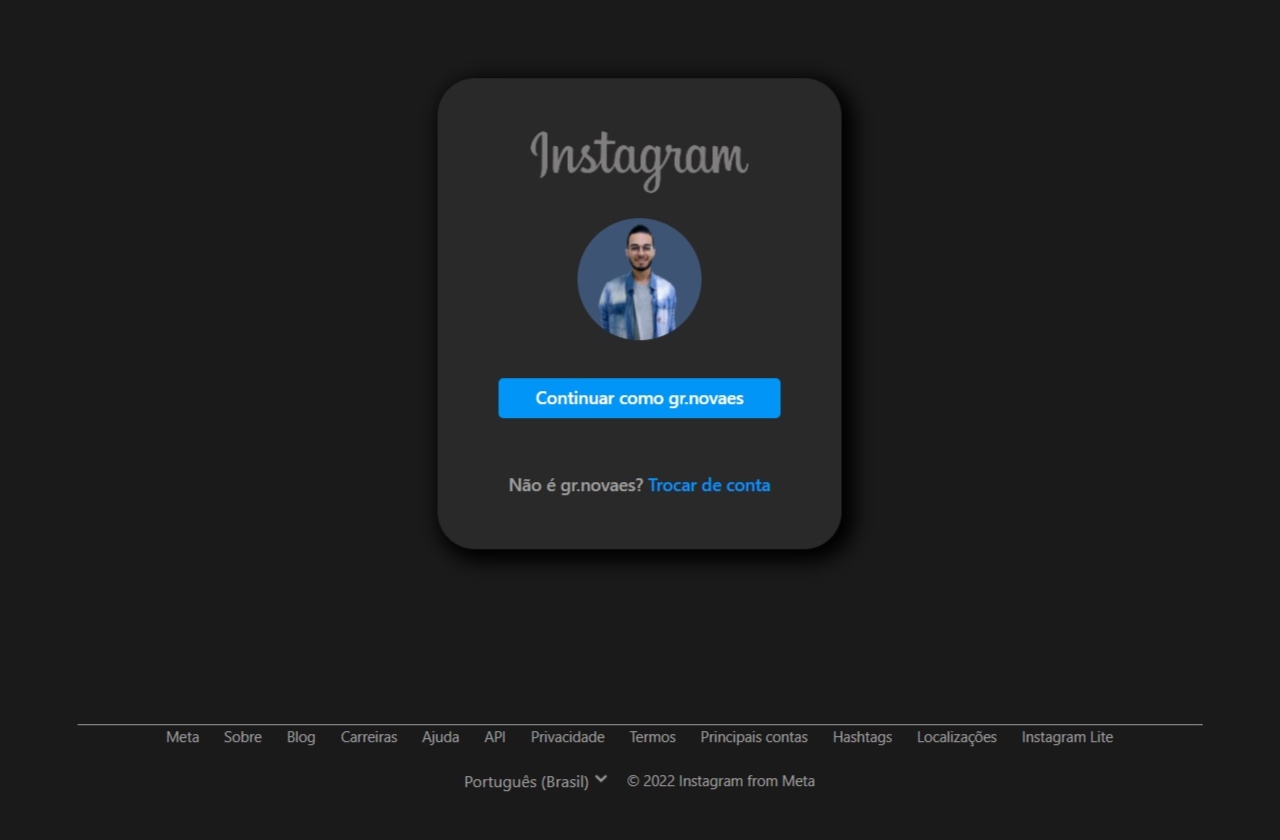 Instagram
Continuar como gr.novaes
Não é gr.novaes? Trocar de conta
Meta Sobre Blog Carreiras Ajuda API Privacidade Termos Principais contas Hashtags Localizações Instagram Lite
Português (Brasil) © 2022 Instagram from Meta